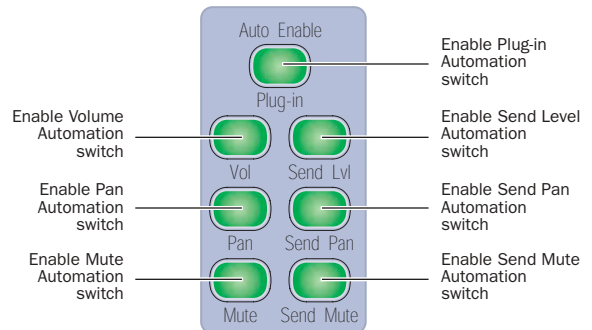 Auto Enable
Enable Plug-in
Automation
switch
Plug-in
Enable Volume
Automation
switch
Enable Send Level
Automation
switch
Vol
Send Lvl
Enable Pan
Automation
switch
Enable Send Pan
Automation
switch
Pan
Send Pan
Enable Mute
Automation
switch
Enable Send Mute
Automation
switch
Mute
Send Mute